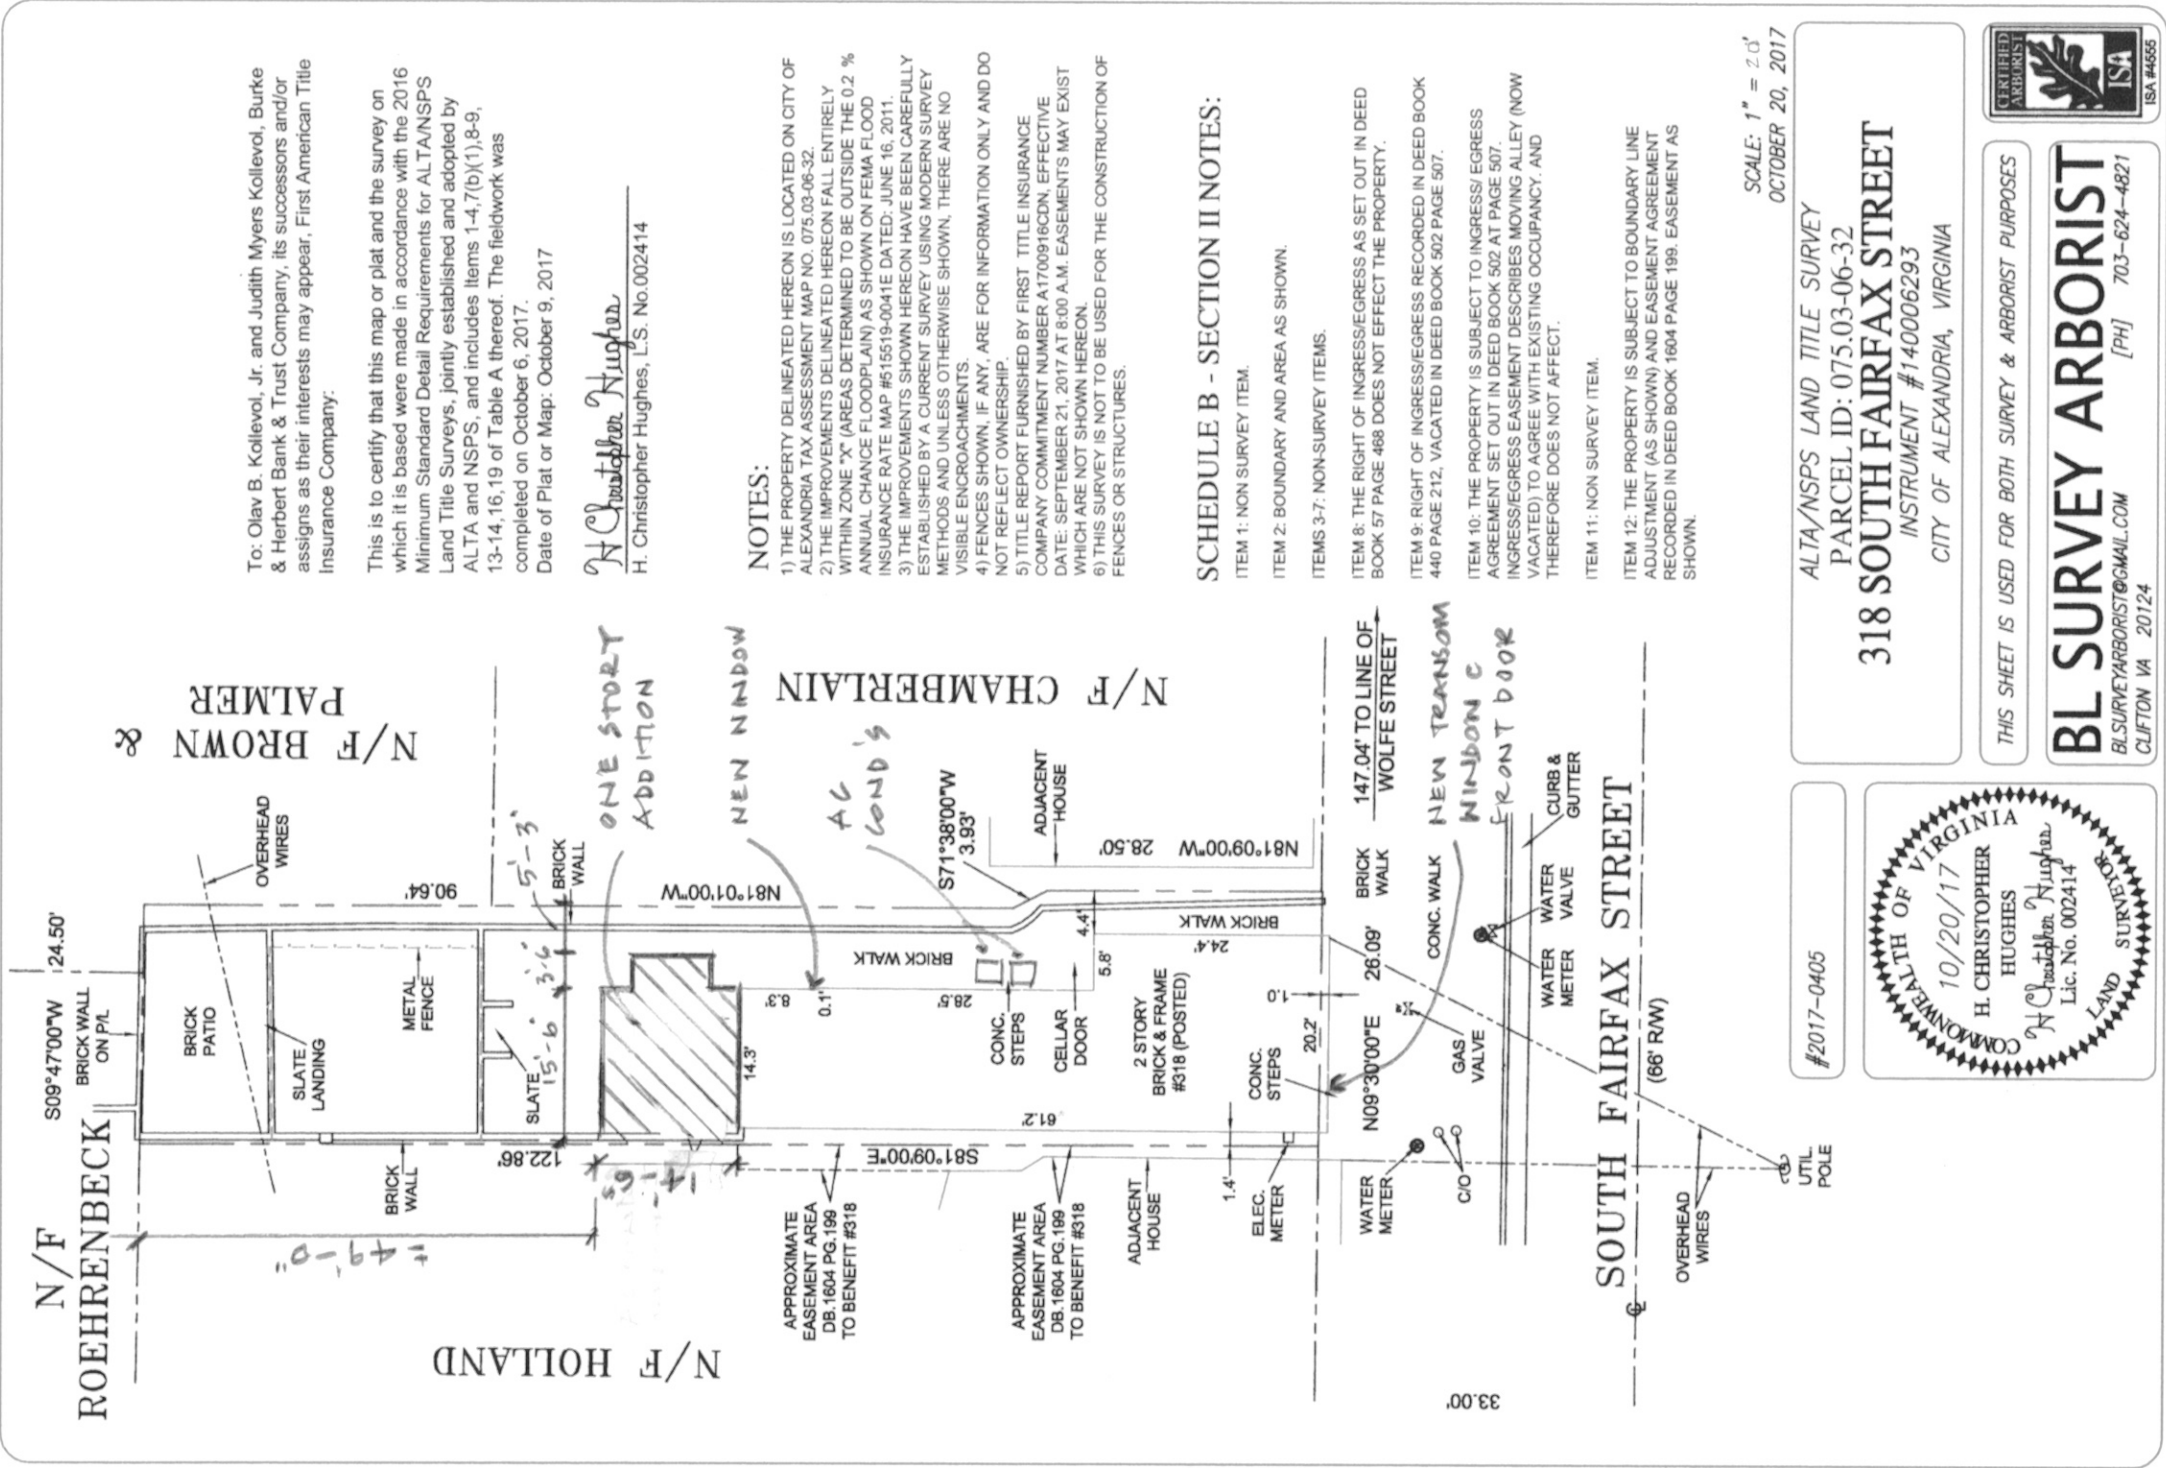 To: Olav B. Kollevol, Jr. and Judith Myers Kollevol, Burke
& Herbert Bank & Trust Company, its successors and/or
assigns as their interests may appear, First American Title
Insurance Company:
This is to certify that this map or plat and the survey on
which it is based were made in accordance with the 2016
Minimum Standard Detail Requirements for ALTA/NSPS
Land Title Surveys, jointly established and adopted by
ALTA and NSPS, and includes Items 1-4,7(b)(1),8-9,
13-14,16,19 of Table A thereof. The fieldwork was
completed on October 6, 2017.
Date of Plat or Map: October 9, 2017
H Christopher Hughes
H. Christopher Hughes, L.S. No.002414
NOTES:
1) THE PROPERTY DELINEATED HEREON IS LOCATED ON CITY OF
ALEXANDRIA TAX ASSESSMENT MAP NO. 075.03-06-32.
2) THE IMPROVEMENTS DELINEATED HEREON FALL ENTIRELY
WITHIN ZONE "X" (AREAS DETERMINED TO BE OUTSIDE THE 0.2 %
ANNUAL CHANCE FLOODPLAIN) AS SHOWN ON FEMA FLOOD
INSURANCE RATE MAP #515519-0041E DATED: JUNE 16, 2011.
3) THE IMPROVEMENTS SHOWN HEREON HAVE BEEN CAREFULLY
ESTABLISHED BY A CURRENT SURVEY USING MODERN SURVEY
METHODS AND UNLESS OTHERWISE SHOWN, THERE ARE NO
VISIBLE ENCROACHMENTS.
4) FENCES SHOWN, IF ANY, ARE FOR INFORMATION ONLY AND DO
NOT REFLECT OWNERSHIP.
5) TITLE REPORT FURNISHED BY FIRST TITLE INSURANCE
COMPANY COMMITMENT NUMBER A1700916CDN, EFFECTIVE
DATE: SEPTEMBER 21, 2017 AT 8:00 A.M. EASEMENTS MAY EXIST
WHICH ARE NOT SHOWN HEREON.
6) THIS SURVEY IS NOT TO BE USED FOR THE CONSTRUCTION OF
FENCES OR STRUCTURES.
SCHEDULE B - SECTION II NOTES:
ITEM 1: NON SURVEY ITEM.
ITEM 2: BOUNDARY AND AREA AS SHOWN.
ITEMS 3-7: NON-SURVEY ITEMS.
ITEM 8: THE RIGHT OF INGRESS/EGRESS AS SET OUT IN DEED
BOOK 57 PAGE 468 DOES NOT EFFECT THE PROPERTY.
ITEM 9: RIGHT OF INGRESS/EGRESS RECORDED IN DEED BOOK
440 PAGE 212, VACATED IN DEED BOOK 502 PAGE 507.
ITEM 10: THE PROPERTY IS SUBJECT TO INGRESS/ EGRESS
AGREEMENT SET OUT IN DEED BOOK 502 AT PAGE 507.
INGRESS/EGRESS EASEMENT DESCRIBES MOVING ALLEY (NOW
VACATED) TO AGREE WITH EXISTING OCCUPANCY. AND
THEREFORE DOES NOT AFFECT.
ITEM 11: NON SURVEY ITEM.
ITEM 12: THE PROPERTY IS SUBJECT TO BOUNDARY LINE
ADJUSTMENT (AS SHOWN) AND EASEMENT AGREEMENT
RECORDED IN DEED BOOK 1604 PAGE 199. EASEMENT AS
SHOWN.
SCALE: 1" = 20'
OCTOBER 20, 2017
N/F
ROEHRENBECK
S09°47'00"W 24.50'
BRICK WALL
ON P/L
N/F BROWN &
PALMER
OVERHEAD
WIRES
90.64'
BRICK
PATIO
SLATE
LANDING
METAL
FENCE
BRICK
WALL
±49'-0"
SLATE
122.86'
15'-6"
3'-6"
5'-3"
BRICK
WALL
ONE STORY
ADDITION
14'-6"
14.3'
N81°01'00"W
NEW WINDOW
8.3'
0.1'
BRICK WALK
28.5'
AC
COND'S
N/F CHAMBERLAIN
N/F HOLLAND
S81°09'00"E
61.2'
APPROXIMATE
EASEMENT AREA
DB.1604 PG.199
TO BENEFIT #318
CONC.
STEPS
CELLAR
DOOR
S71°38'00"W
3.93'
ADJACENT
HOUSE
4.4'
5.8'
28.50'
N81°09'00"W
APPROXIMATE
EASEMENT AREA
DB.1604 PG.199
TO BENEFIT #318
2 STORY
BRICK & FRAME
#318 (POSTED)
24.4'
BRICK WALK
ADJACENT
HOUSE
1.4'
ELEC.
METER
CONC.
STEPS
20.2'
1.0
N09°30'00"E 26.09'
BRICK
WALK
147.04' TO LINE OF
WOLFE STREET
NEW TRANSOM
WINDOW @
FRONT DOOR
WATER
METER
C/O
GAS
VALVE
CONC. WALK
WATER
METER
WATER
VALVE
CURB &
GUTTER
33.00'
SOUTH FAIRFAX STREET
(66' R/W)
OVERHEAD
WIRES
UTIL.
POLE
#2017-0405
ALTA/NSPS LAND TITLE SURVEY
PARCEL ID: 075.03-06-32
318 SOUTH FAIRFAX STREET
INSTRUMENT #140006293
CITY OF ALEXANDRIA, VIRGINIA
COMMONWEALTH OF VIRGINIA
10/20/17
H. CHRISTOPHER
HUGHES
H Christopher Hughes
Lic. No. 002414
LAND SURVEYOR
THIS SHEET IS USED FOR BOTH SURVEY & ARBORIST PURPOSES
BL SURVEY ARBORIST
BLSURVEYARBORIST@GMAIL.COM
CLIFTON VA 20124
[PH] 703-624-4821
CERTIFIED
ARBORIST
ISA
ISA #4655